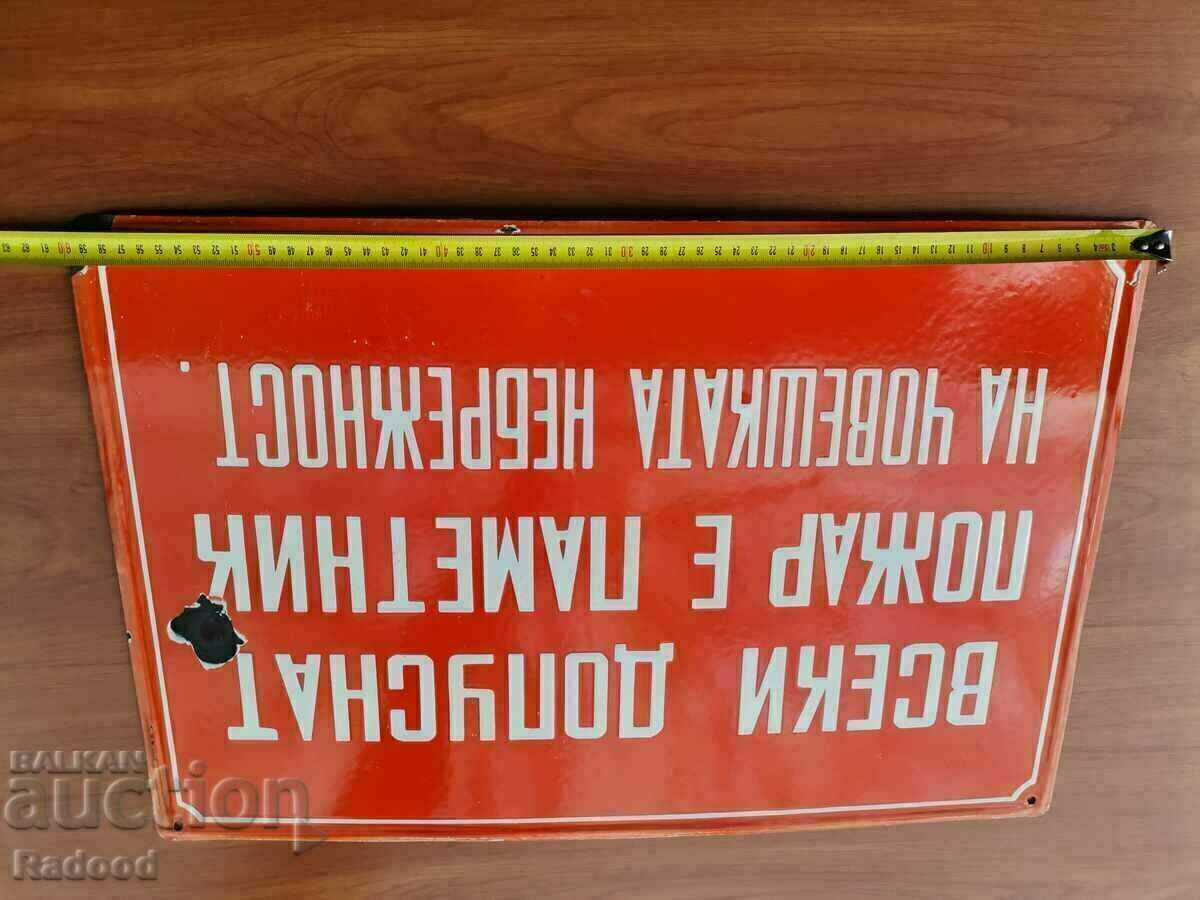 ВСЕКИ ДОПУСНАТ
ПОЖАР Е ПАМЕТНИК
НА ЧОВЕШКАТА НЕБРЕЖНОСТ.
BALKAN
auction
Radood